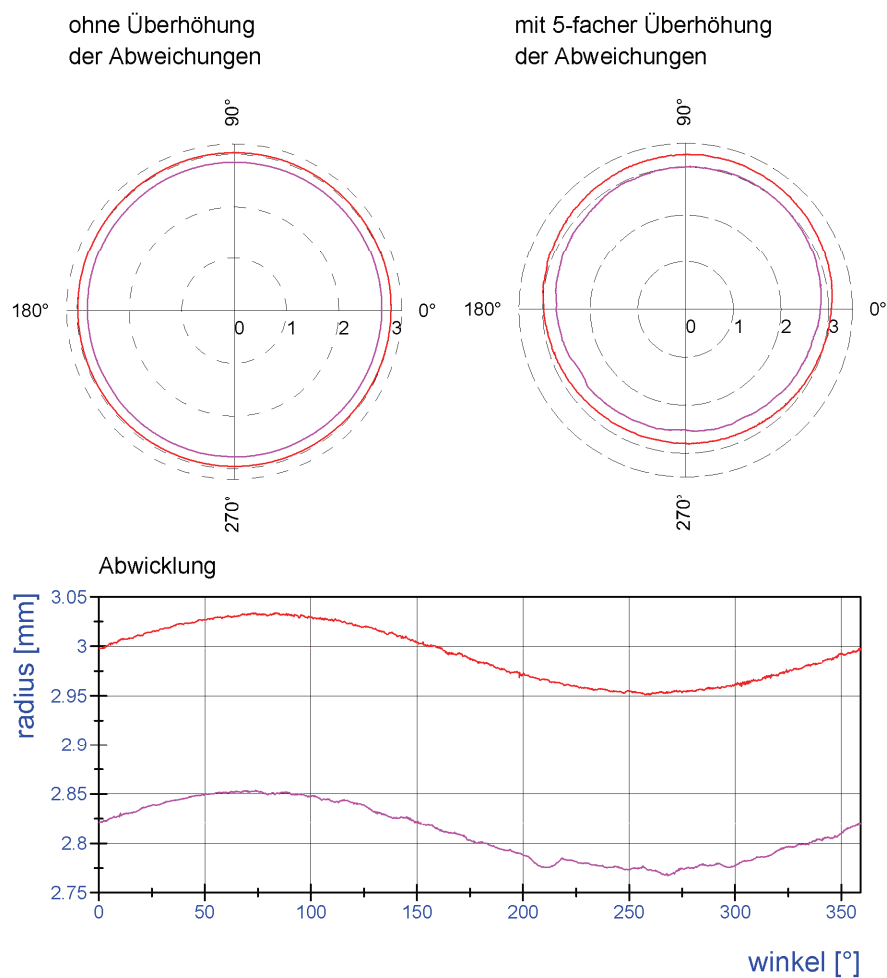 ohne Überhöhung
der Abweichungen
mit 5-facher Überhöhung
der Abweichungen
90°
180°
0°
0 1 2 3
270°
90°
180°
0°
0 1 2 3
270°
Abwicklung
radius [mm]
3.05
3
2.95
2.9
2.85
2.8
2.75
0 50 100 150 200 250 300 350
winkel [°]